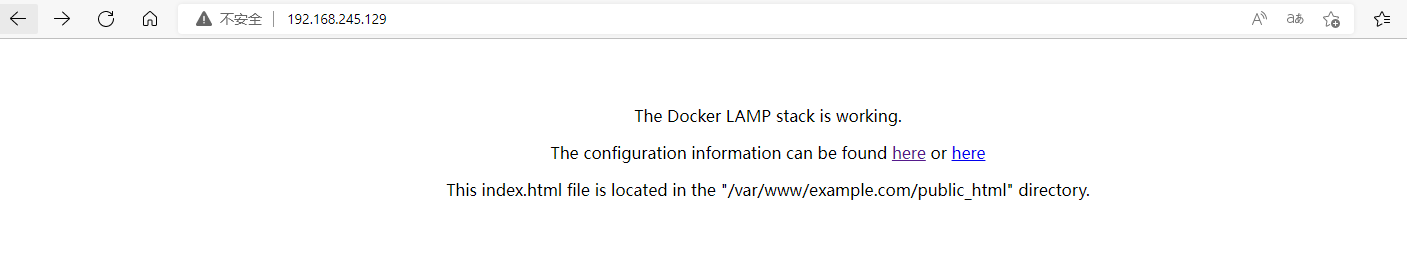 不安全 192.168.245.129
The Docker LAMP stack is working.
The configuration information can be found here or here
This index.html file is located in the "/var/www/example.com/public_html" directory.